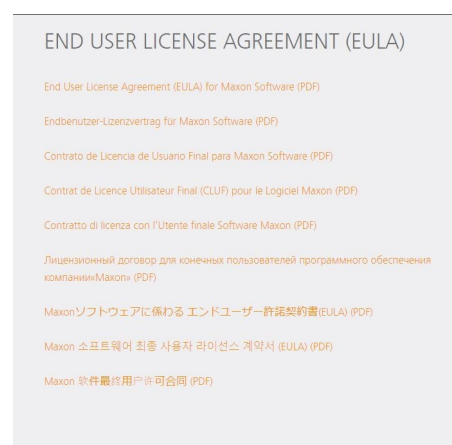 END USER LICENSE AGREEMENT (EULA)
End User License Agreement (EULA) for Maxon Software (PDF)
Endbenutzer-Lizenzvertrag für Maxon Software (PDF)
Contrato de Licencia de Usuario Final para Maxon Software (PDF)
Contrat de Licence Utilisateur Final (CLUF) pour le Logiciel Maxon (PDF)
Contratto di licenza con l'Utente finale Software Maxon (PDF)
Лицензионный договор для конечных пользователей программного обеспечения
компании«Maxon» (PDF)
Maxonソフトウェアに係わる エンドユーザー許諾契約書(EULA) (PDF)
Maxon 소프트웨어 최종 사용자 라이선스 계약서 (EULA) (PDF)
Maxon 软件最终用户许可合同 (PDF)